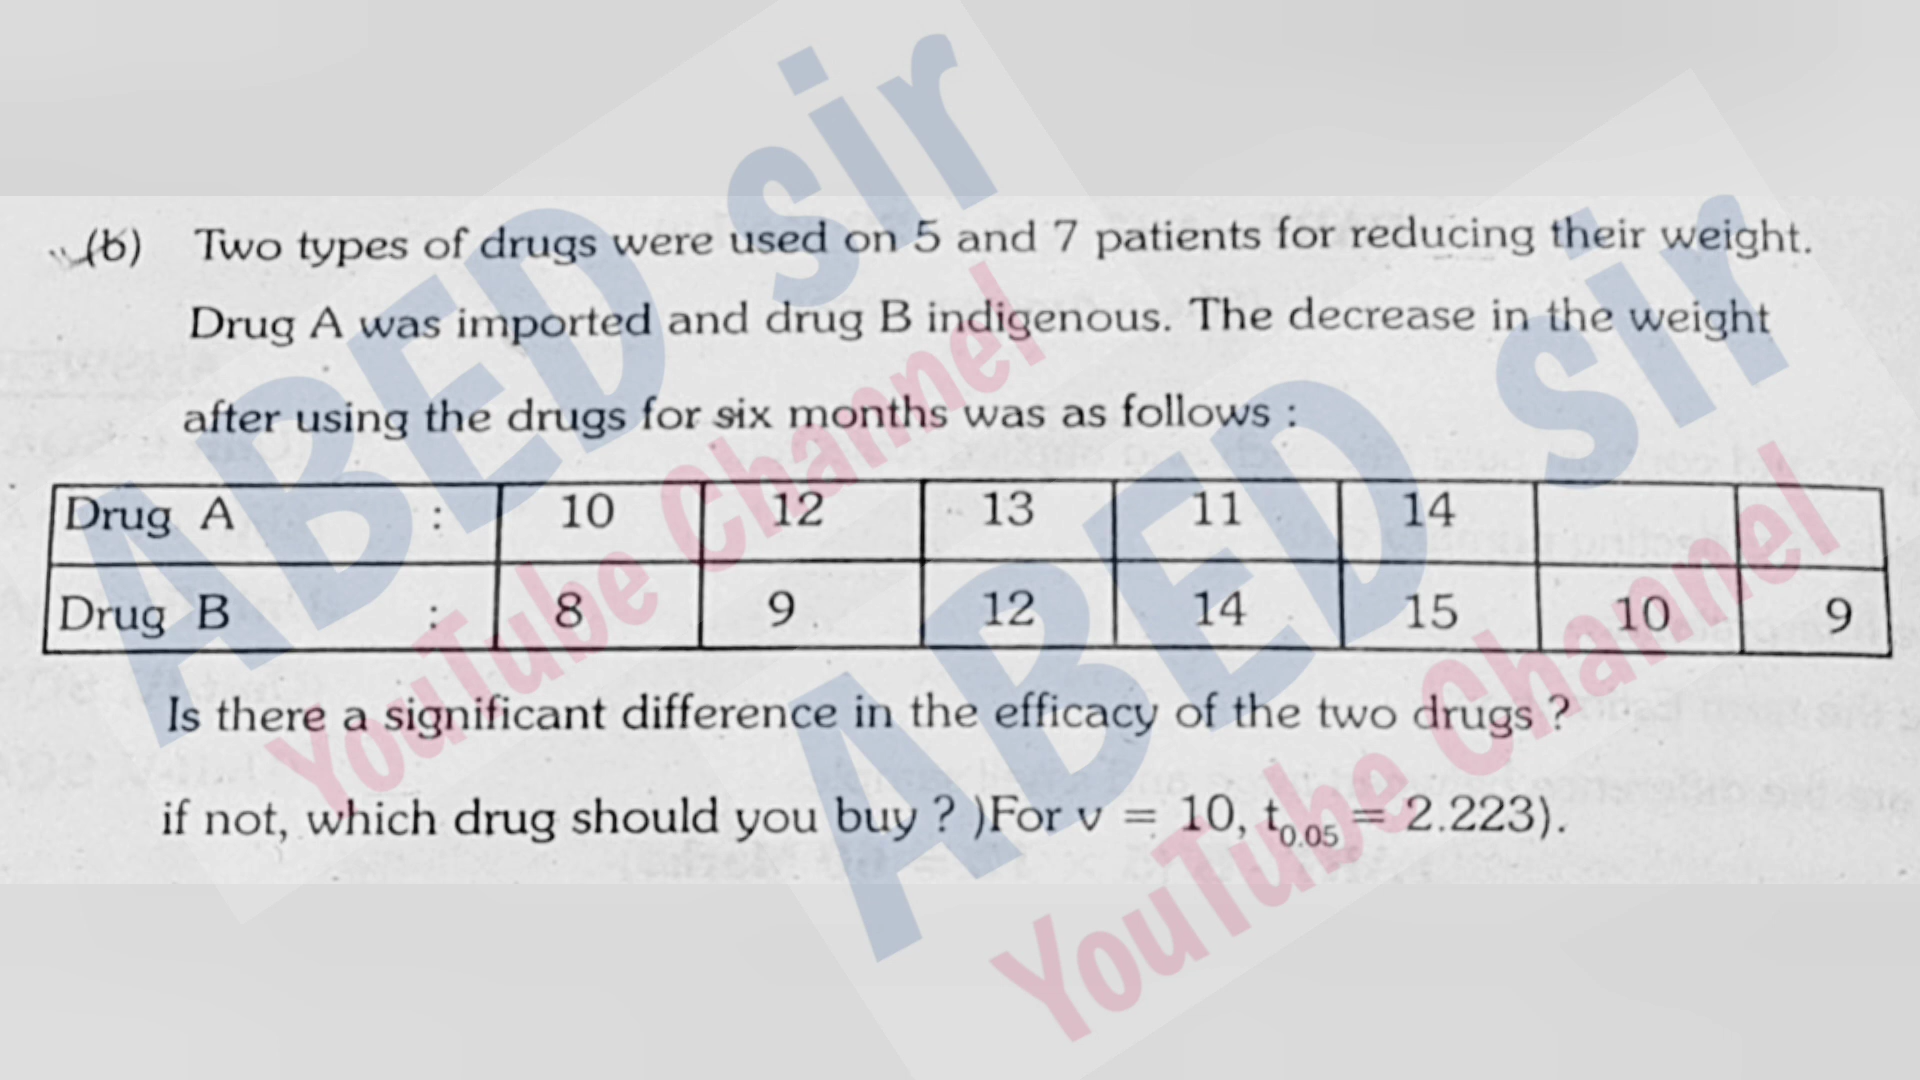 (b) Two types of drugs were used on 5 and 7 patients for reducing their weight.
Drug A was imported and drug B indigenous. The decrease in the weight
after using the drugs for six months was as follows :
Drug A : 10 12 13 11 14
Drug B : 8 9 12 14 15 10 9
Is there a significant difference in the efficacy of the two drugs ?
if not, which drug should you buy ? )For v = 10, t0.05 = 2.223).
ABED sir
YouTube Channel
ABED sir
YouTube Channel